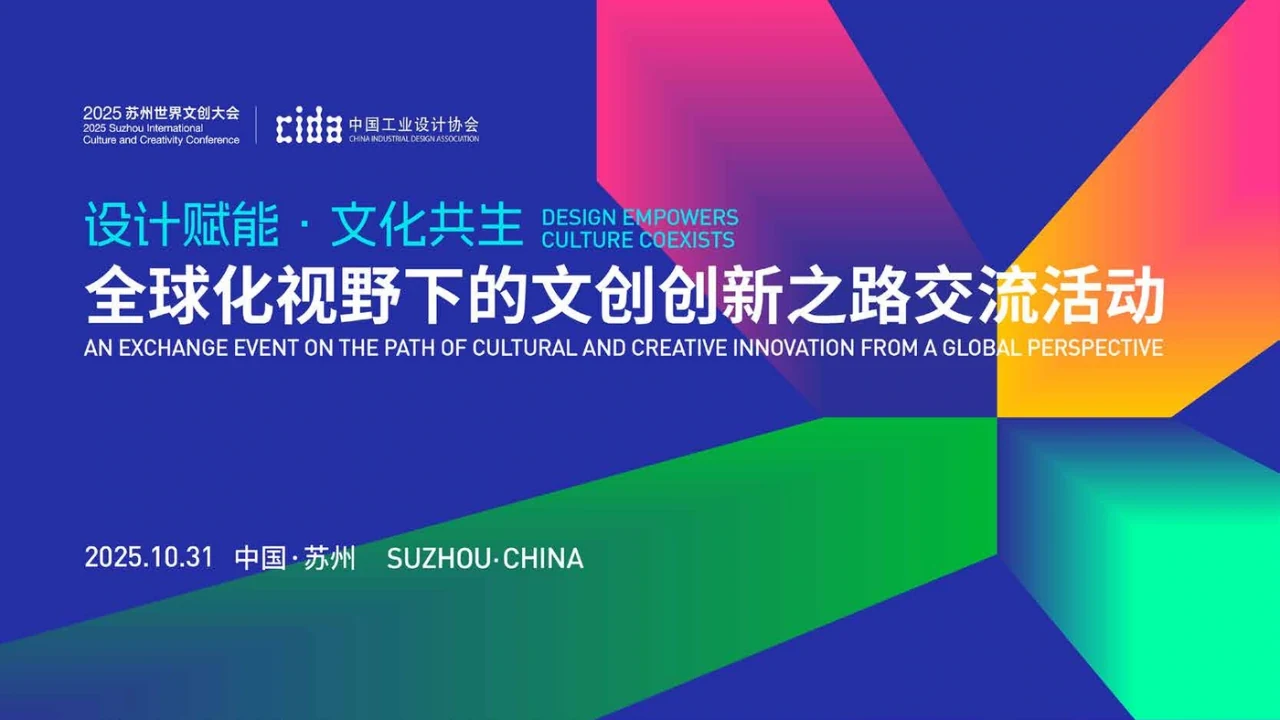 2025 苏州世界文创大会
2025 Suzhou International
Culture and Creativity Conference
cida 中国工业设计协会
CHINA INDUSTRIAL DESIGN ASSOCIATION
设计赋能·文化共生
DESIGN EMPOWERS
CULTURE COEXISTS
全球化视野下的文创创新之路交流活动
AN EXCHANGE EVENT ON THE PATH OF CULTURAL AND CREATIVE INNOVATION FROM A GLOBAL PERSPECTIVE
2025.10.31 中国·苏州 SUZHOU·CHINA